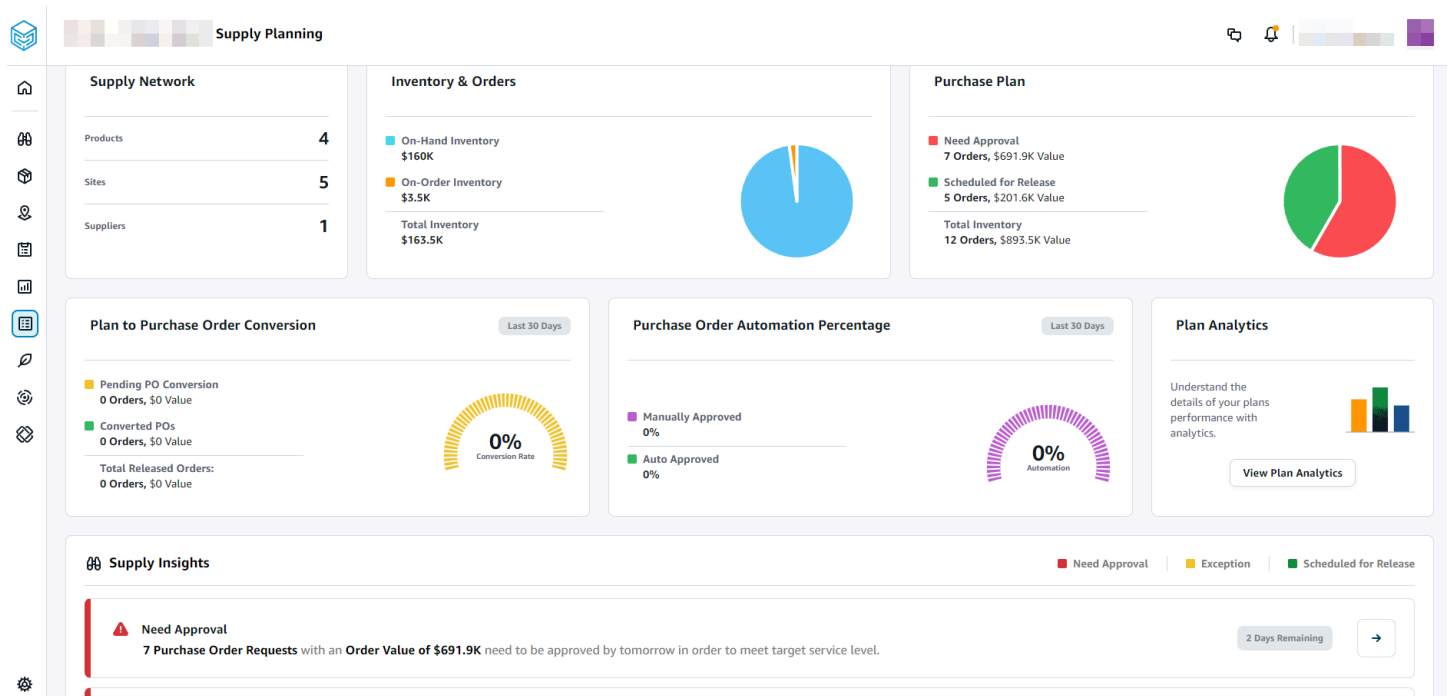 Supply Planning
Supply Network
Products 4
Sites 5
Suppliers 1
Inventory & Orders
On-Hand Inventory
$160K
On-Order Inventory
$3.5K
Total Inventory
$163.5K
Purchase Plan
Need Approval
7 Orders, $691.9K Value
Scheduled for Release
5 Orders, $201.6K Value
Total Inventory
12 Orders, $893.5K Value
Plan to Purchase Order Conversion
Last 30 Days
Pending PO Conversion
0 Orders, $0 Value
Converted POs
0 Orders, $0 Value
Total Released Orders:
0 Orders, $0 Value
0%
Conversion Rate
Purchase Order Automation Percentage
Last 30 Days
Manually Approved
0%
Auto Approved
0%
0%
Automation
Plan Analytics
Understand the
details of your plans
performance with
analytics.
View Plan Analytics
Supply Insights
Need Approval
Exception
Scheduled for Release
Need Approval
7 Purchase Order Requests with an Order Value of $691.9K need to be approved by tomorrow in order to meet target service level.
2 Days Remaining